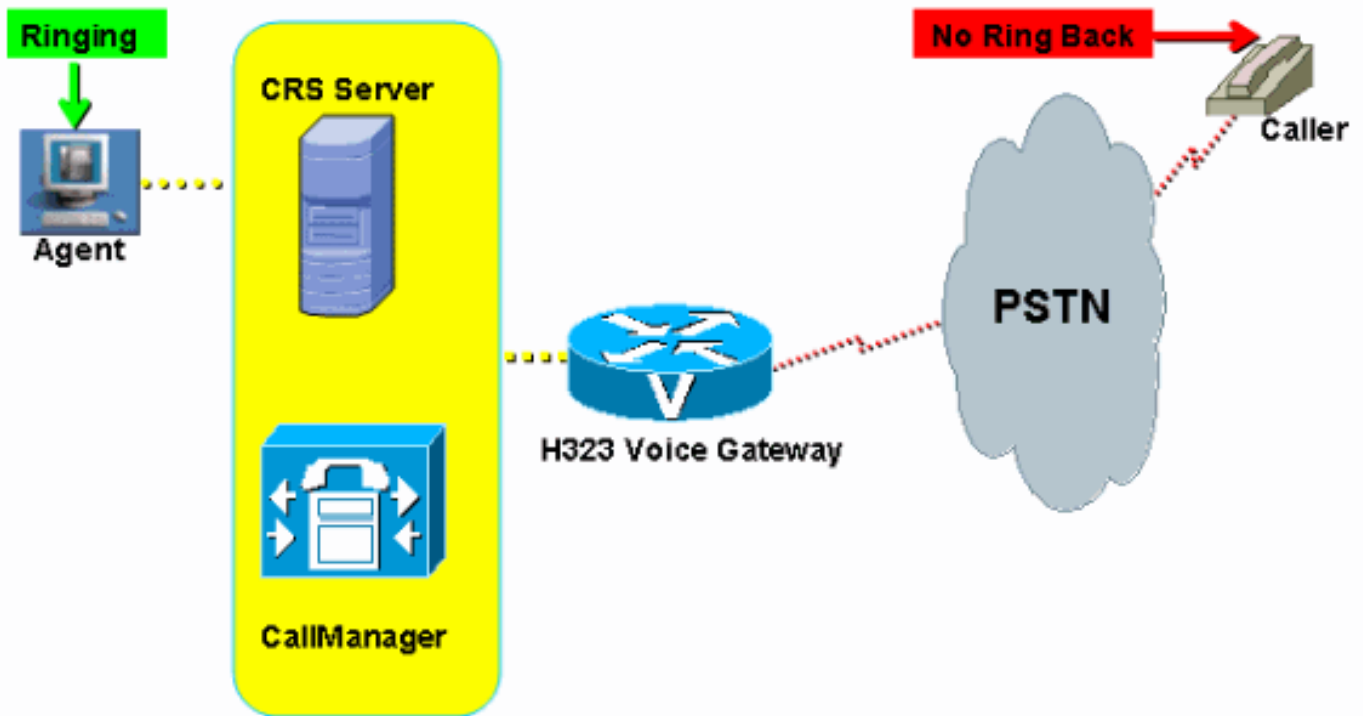 Ringing
No Ring Back
CRS Server
Caller
Agent
PSTN
V
H323 Voice Gateway
CallManager